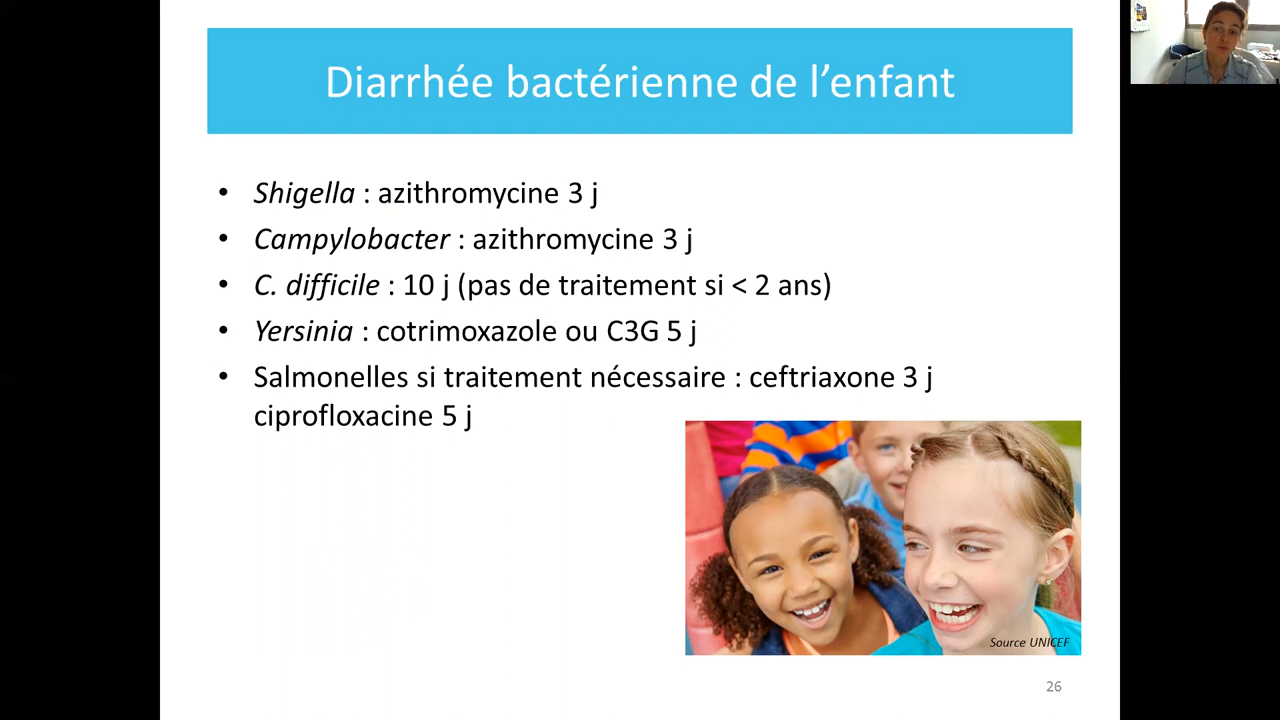 Diarrhée bactérienne de l’enfant
• Shigella : azithromycine 3 j
• Campylobacter : azithromycine 3 j
• C. difficile : 10 j (pas de traitement si < 2 ans)
• Yersinia : cotrimoxazole ou C3G 5 j
• Salmonelles si traitement nécessaire : ceftriaxone 3 j
ciprofloxacine 5 j
Source UNICEF
26